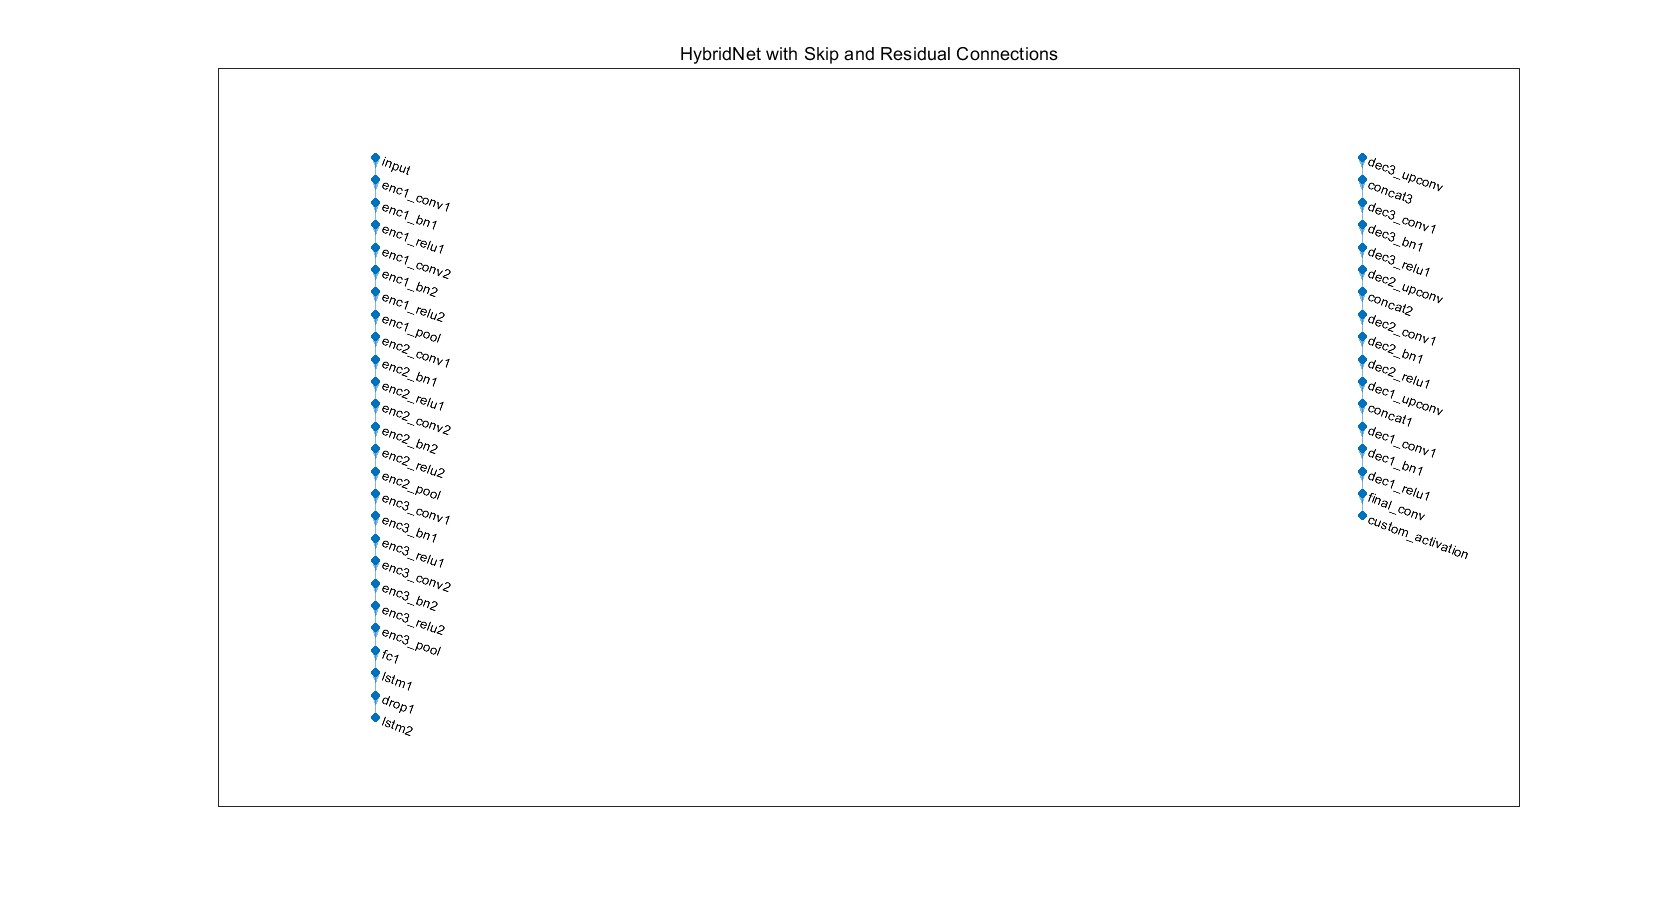 HybridNet with Skip and Residual Connections
input
enc1_conv1
enc1_bn1
enc1_relu1
enc1_conv2
enc1_bn2
enc1_relu2
enc1_pool
enc2_conv1
enc2_bn1
enc2_relu1
enc2_conv2
enc2_bn2
enc2_relu2
enc2_pool
enc3_conv1
enc3_bn1
enc3_relu1
enc3_conv2
enc3_bn2
enc3_relu2
enc3_pool
fc1
lstm1
drop1
lstm2
dec3_upconv
concat3
dec3_conv1
dec3_bn1
dec3_relu1
dec2_upconv
concat2
dec2_conv1
dec2_bn1
dec2_relu1
dec1_upconv
concat1
dec1_conv1
dec1_bn1
dec1_relu1
final_conv
custom_activation